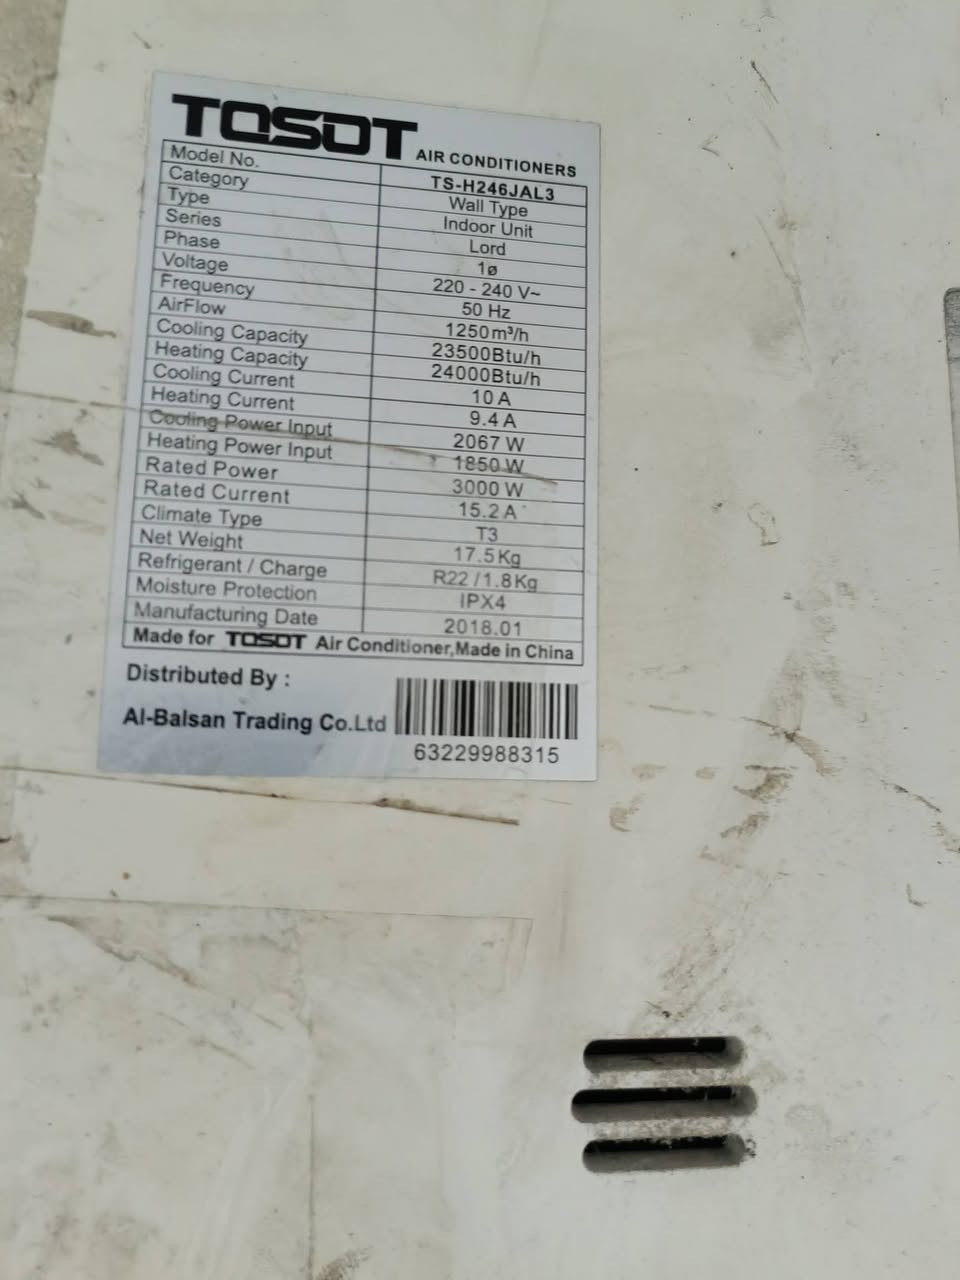 TOSOT AIR CONDITIONERS
Model No. TS-H246JAL3
Category Wall Type
Type Indoor Unit
Series Lord
Phase 1ø
Voltage 220 - 240 V~
Frequency 50 Hz
AirFlow 1250m³/h
Cooling Capacity 23500Btu/h
Heating Capacity 24000Btu/h
Cooling Current 10 A
Heating Current 9.4 A
Cooling Power Input 2067 W
Heating Power Input 1850 W
Rated Power 3000 W
Rated Current 15.2 A
Climate Type T3
Net Weight 17.5Kg
Refrigerant / Charge R22 /1.8Kg
Moisture Protection IPX4
Manufacturing Date 2018.01
Made for TOSOT Air Conditioner,Made in China
Distributed By :
Al-Balsan Trading Co.Ltd
63229988315